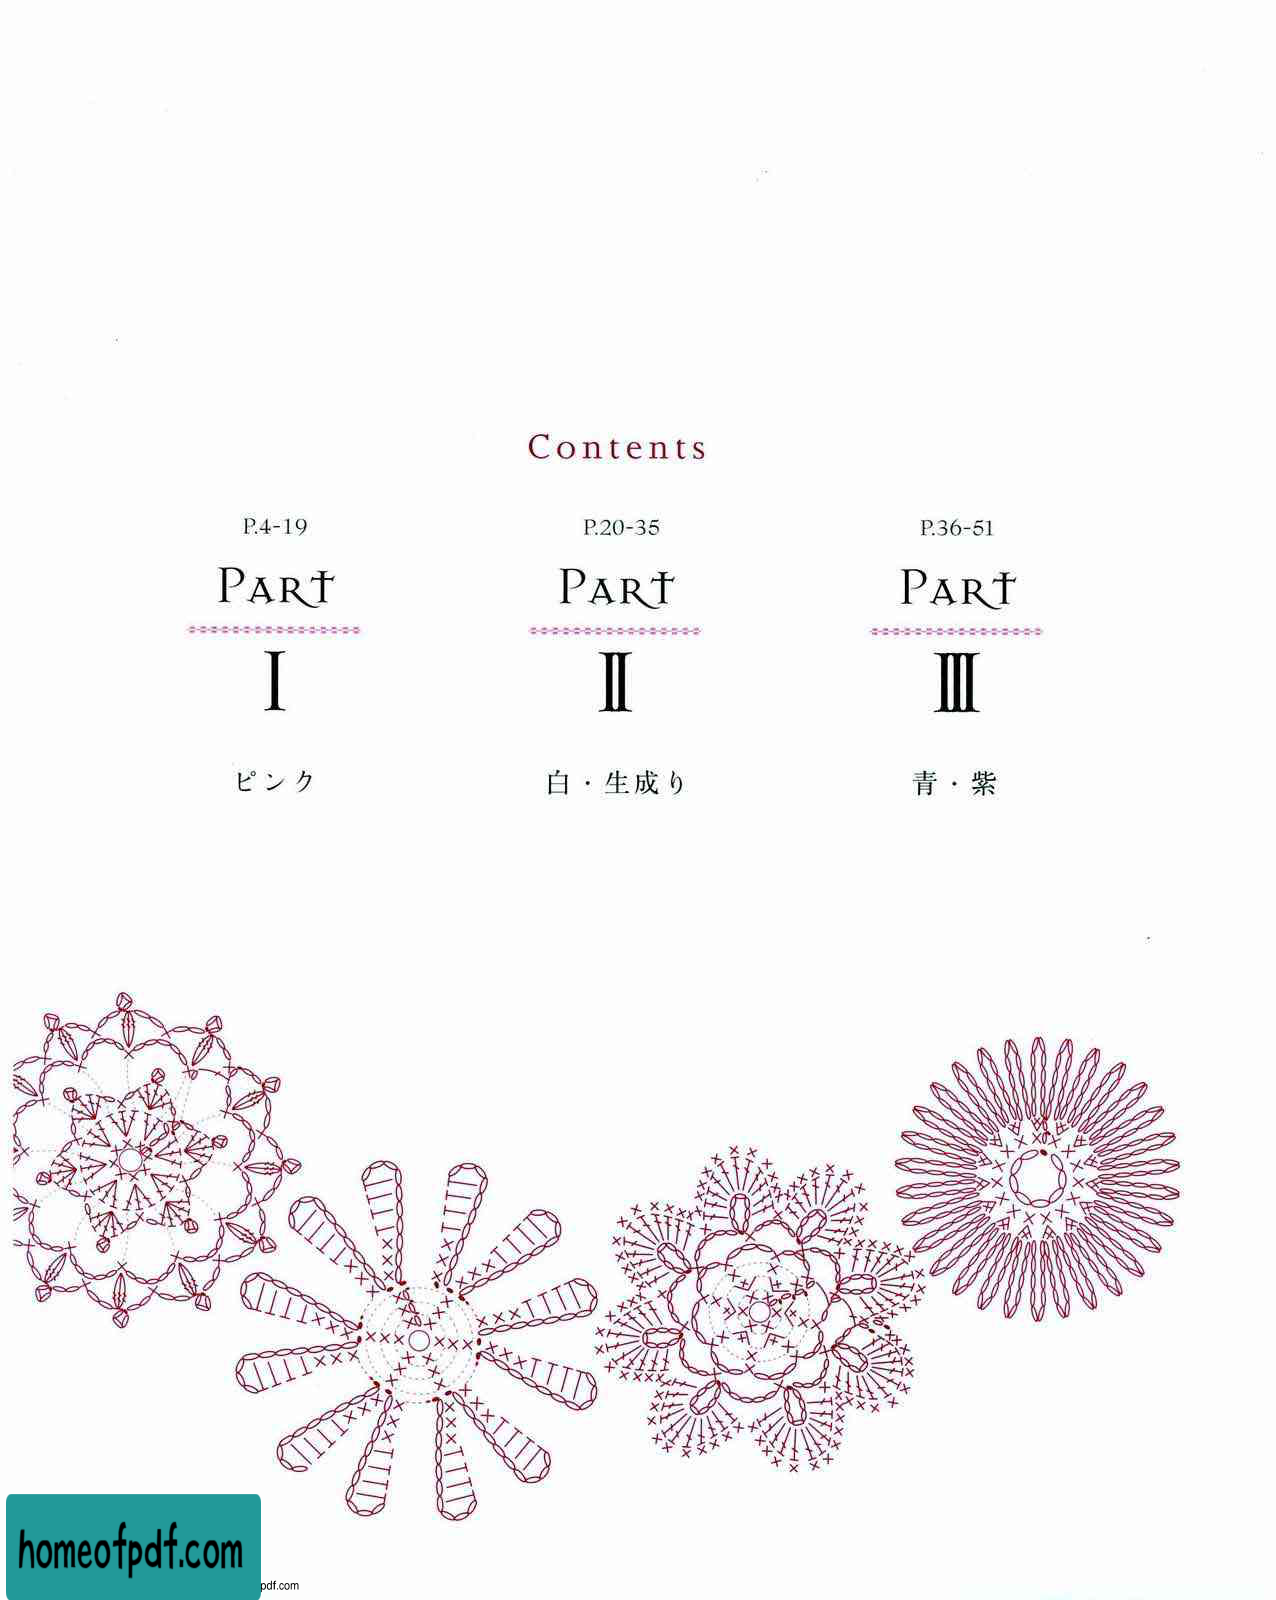 Contents
P.4-19
PART
I
ピンク
P.20-35
PART
II
白・生成り
P.36-51
PART
III
青・紫
homeofpdf.com
pdf.com